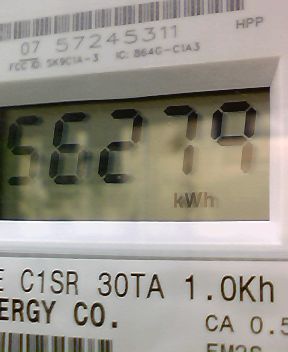 HPP
07 57245311
FCC ID: SK9C1A-3 IC: 864G-C1A3
56279
kWh
C1SR 30TA 1.0Kh
ERGY CO.
CA 0.5